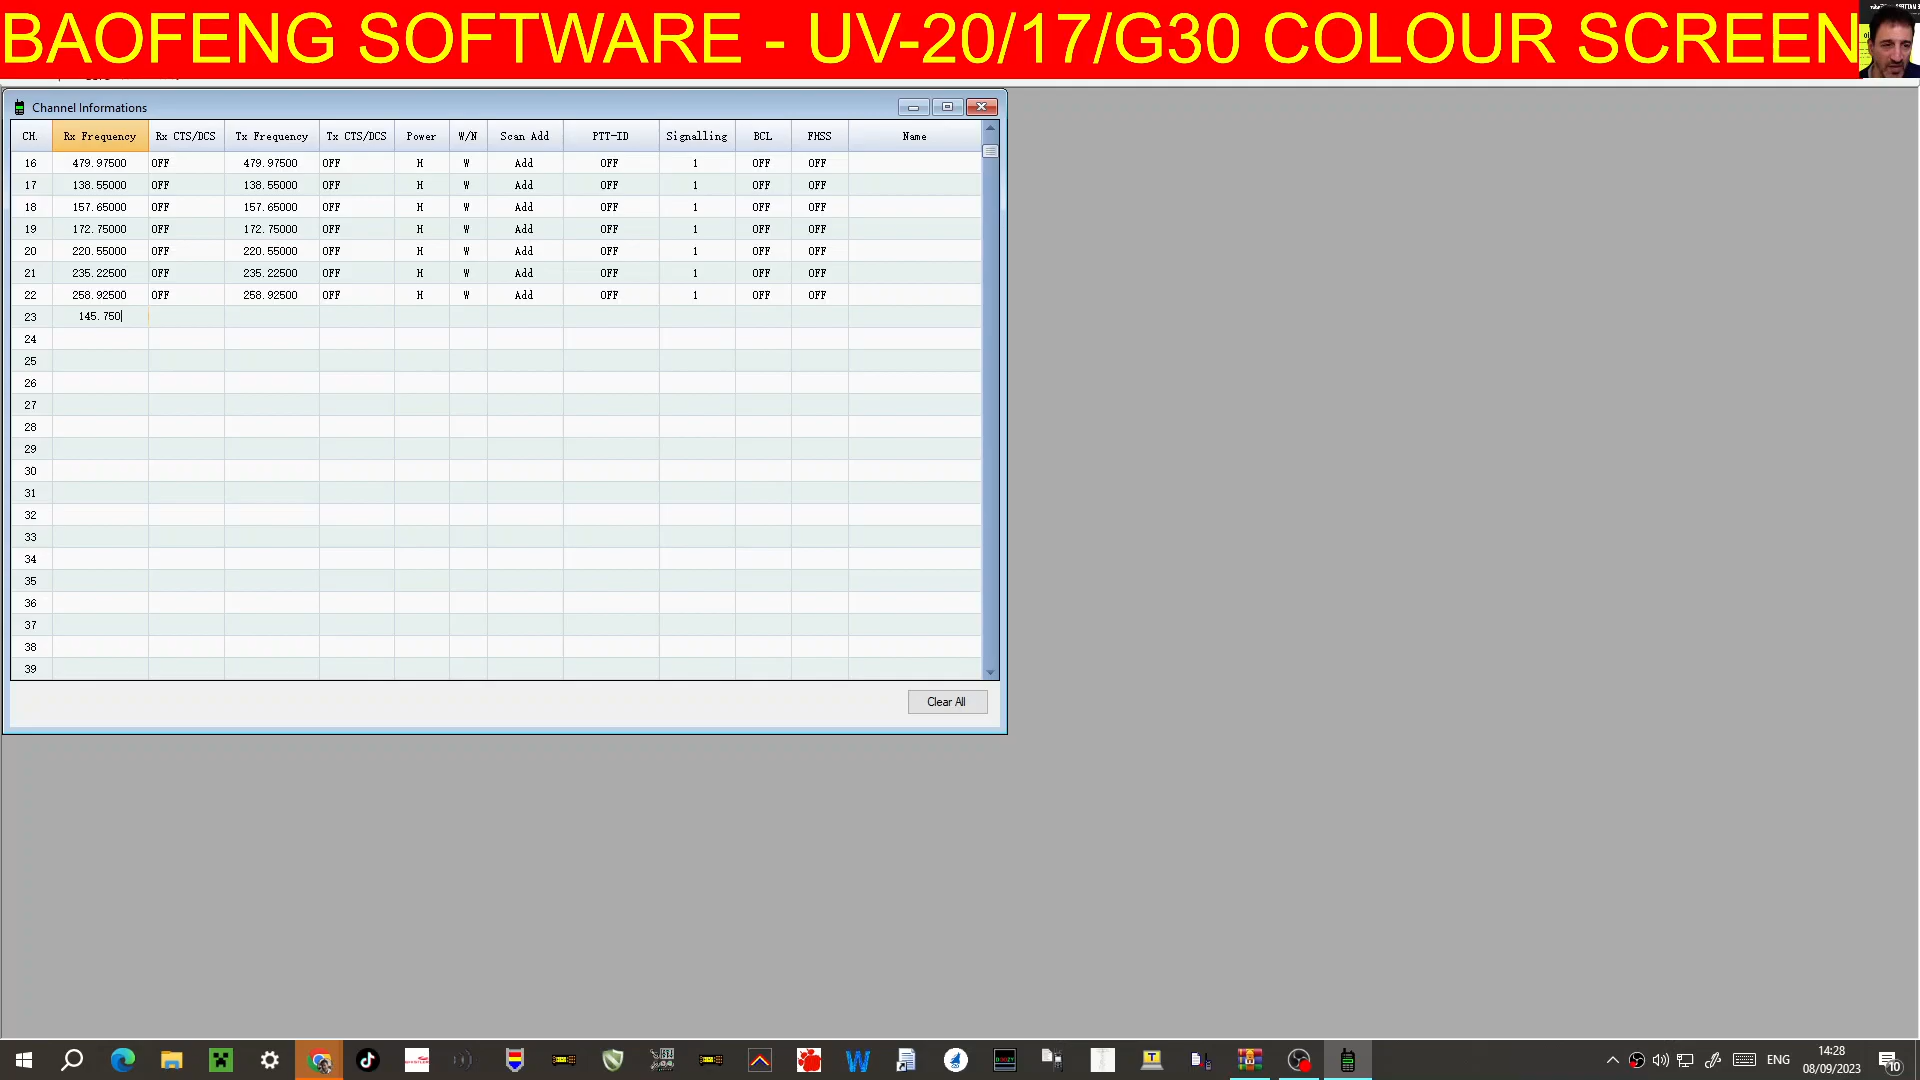 BAOFENG SOFTWARE - UV-20/17/G30 COLOUR SCREEN
Channel Informations
CH. Rx Frequency Rx CTS/DCS Tx Frequency Tx CTS/DCS Power W/N Scan Add PTT-ID Signalling BCL FHSS Name
16 479.97500 OFF 479.97500 OFF H W Add OFF 1 OFF OFF
17 138.55000 OFF 138.55000 OFF H W Add OFF 1 OFF OFF
18 157.65000 OFF 157.65000 OFF H W Add OFF 1 OFF OFF
19 172.75000 OFF 172.75000 OFF H W Add OFF 1 OFF OFF
20 220.55000 OFF 220.55000 OFF H W Add OFF 1 OFF OFF
21 235.22500 OFF 235.22500 OFF H W Add OFF 1 OFF OFF
22 258.92500 OFF 258.92500 OFF H W Add OFF 1 OFF OFF
23 145.750
24
25
26
27
28
29
30
31
32
33
34
35
36
37
38
39
Clear All
ENG
14:28
08/09/2023
10